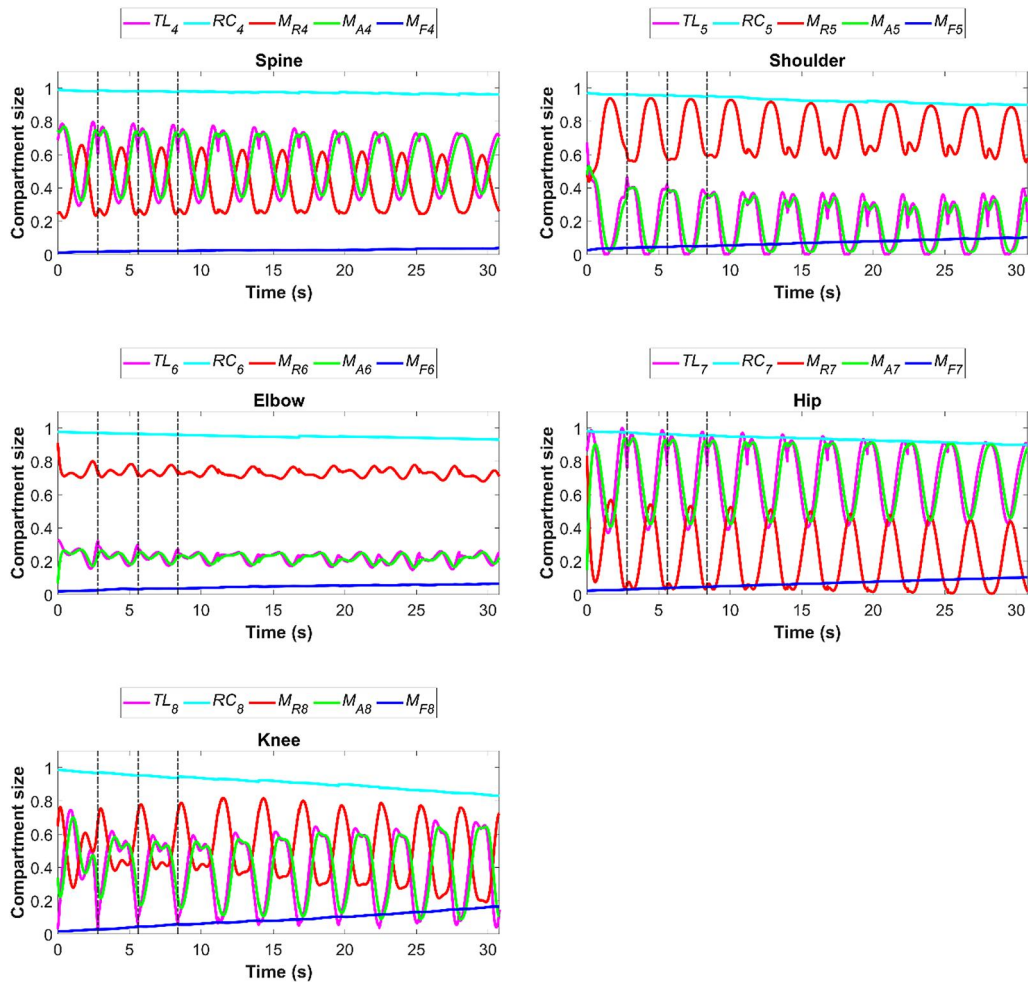 TL4 RC4 MR4 MA4 MF4
Spine
Compartment size
1
0.8
0.6
0.4
0.2
0
0 5 10 15 20 25 30
Time (s)
TL5 RC5 MR5 MA5 MF5
Shoulder
Compartment size
1
0.8
0.6
0.4
0.2
0
0 5 10 15 20 25 30
Time (s)
TL6 RC6 MR6 MA6 MF6
Elbow
Compartment size
1
0.8
0.6
0.4
0.2
0
0 5 10 15 20 25 30
Time (s)
TL7 RC7 MR7 MA7 MF7
Hip
Compartment size
1
0.8
0.6
0.4
0.2
0
0 5 10 15 20 25 30
Time (s)
TL8 RC8 MR8 MA8 MF8
Knee
Compartment size
1
0.8
0.6
0.4
0.2
0
0 5 10 15 20 25 30
Time (s)